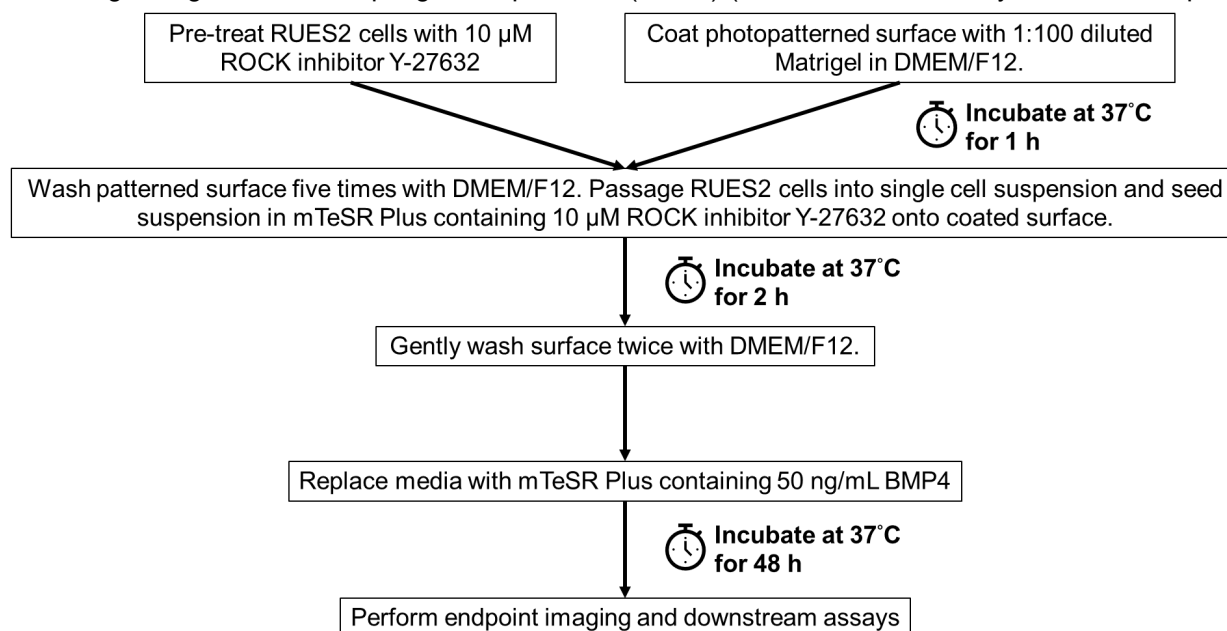 Pre-treat RUES2 cells with 10 μM
ROCK inhibitor Y-27632
Coat photopatterned surface with 1:100 diluted
Matrigel in DMEM/F12.
Incubate at 37˚C
for 1 h
Wash patterned surface five times with DMEM/F12. Passage RUES2 cells into single cell suspension and seed
suspension in mTeSR Plus containing 10 μM ROCK inhibitor Y-27632 onto coated surface.
Incubate at 37˚C
for 2 h
Gently wash surface twice with DMEM/F12.
Replace media with mTeSR Plus containing 50 ng/mL BMP4
Incubate at 37˚C
for 48 h
Perform endpoint imaging and downstream assays